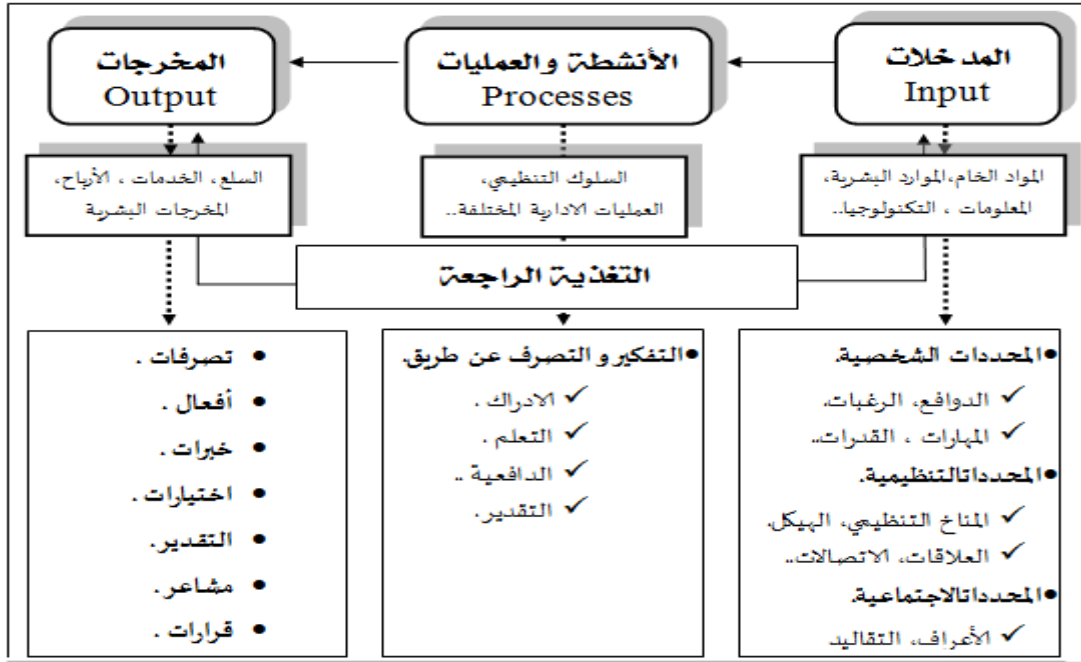 المدخلات
Input
الأنشطة والعمليات
Processes
المخرجات
Output
المواد الخام،الموارد البشرية،
المعلومات ، التكنولوجيا..
السلوك التنظيمي،
العمليات الادارية المختلفة..
السلع، الخدمات ، الأرباح،
المخرجات البشرية
التغذية الراجعة
•المحددات الشخصية.
✓ الدوافع، الرغبات.
✓ المهارات ، القدرات..
•المحدداتالتنظيمية.
✓ المناخ التنظيمي، الهيكل.
✓ العلاقات، الاتصالات..
•المحدداتالاجتماعية.
✓ الأعراف، التقاليد
•التفكير و التصرف عن طريق.
✓ الادراك .
✓ التعلم .
✓ الدافعية ..
✓ التقدير .
• تصرفات .
• أفعال .
• خبرات .
• اختيارات .
• التقدير.
• مشاعر .
• قرارات .